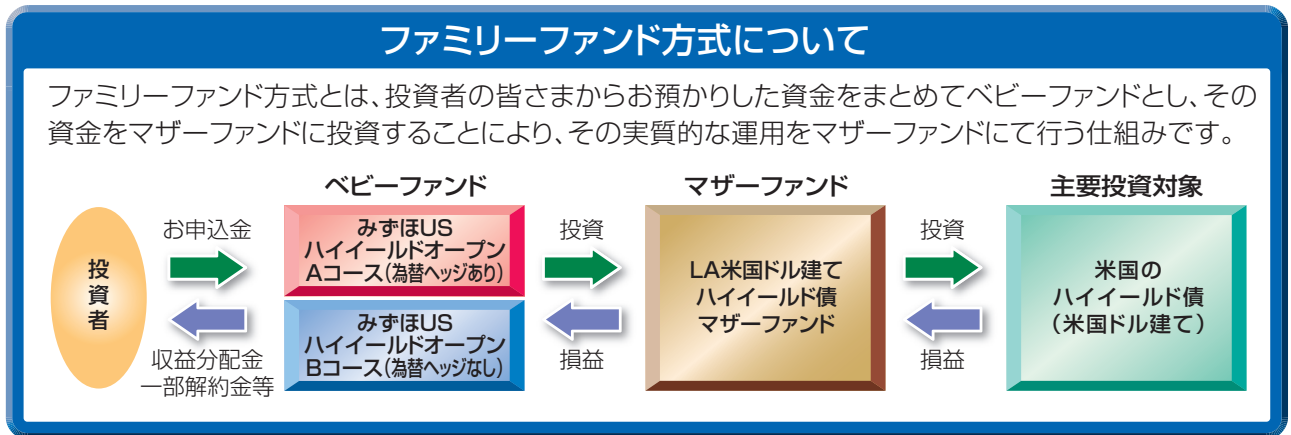 ファミリーファンド方式について
ファミリーファンド方式とは、投資者の皆さまからお預かりした資金をまとめてベビーファンドとし、その
資金をマザーファンドに投資することにより、その実質的な運用をマザーファンドにて行う仕組みです。
投資者
お申込金
収益分配金
一部解約金等
ベビーファンド
みずほUS
ハイイールドオープン
Aコース(為替ヘッジあり)
みずほUS
ハイイールドオープン
Bコース(為替ヘッジなし)
投資
損益
マザーファンド
LA米国ドル建て
ハイイールド債
マザーファンド
投資
損益
主要投資対象
米国の
ハイイールド債
(米国ドル建て)